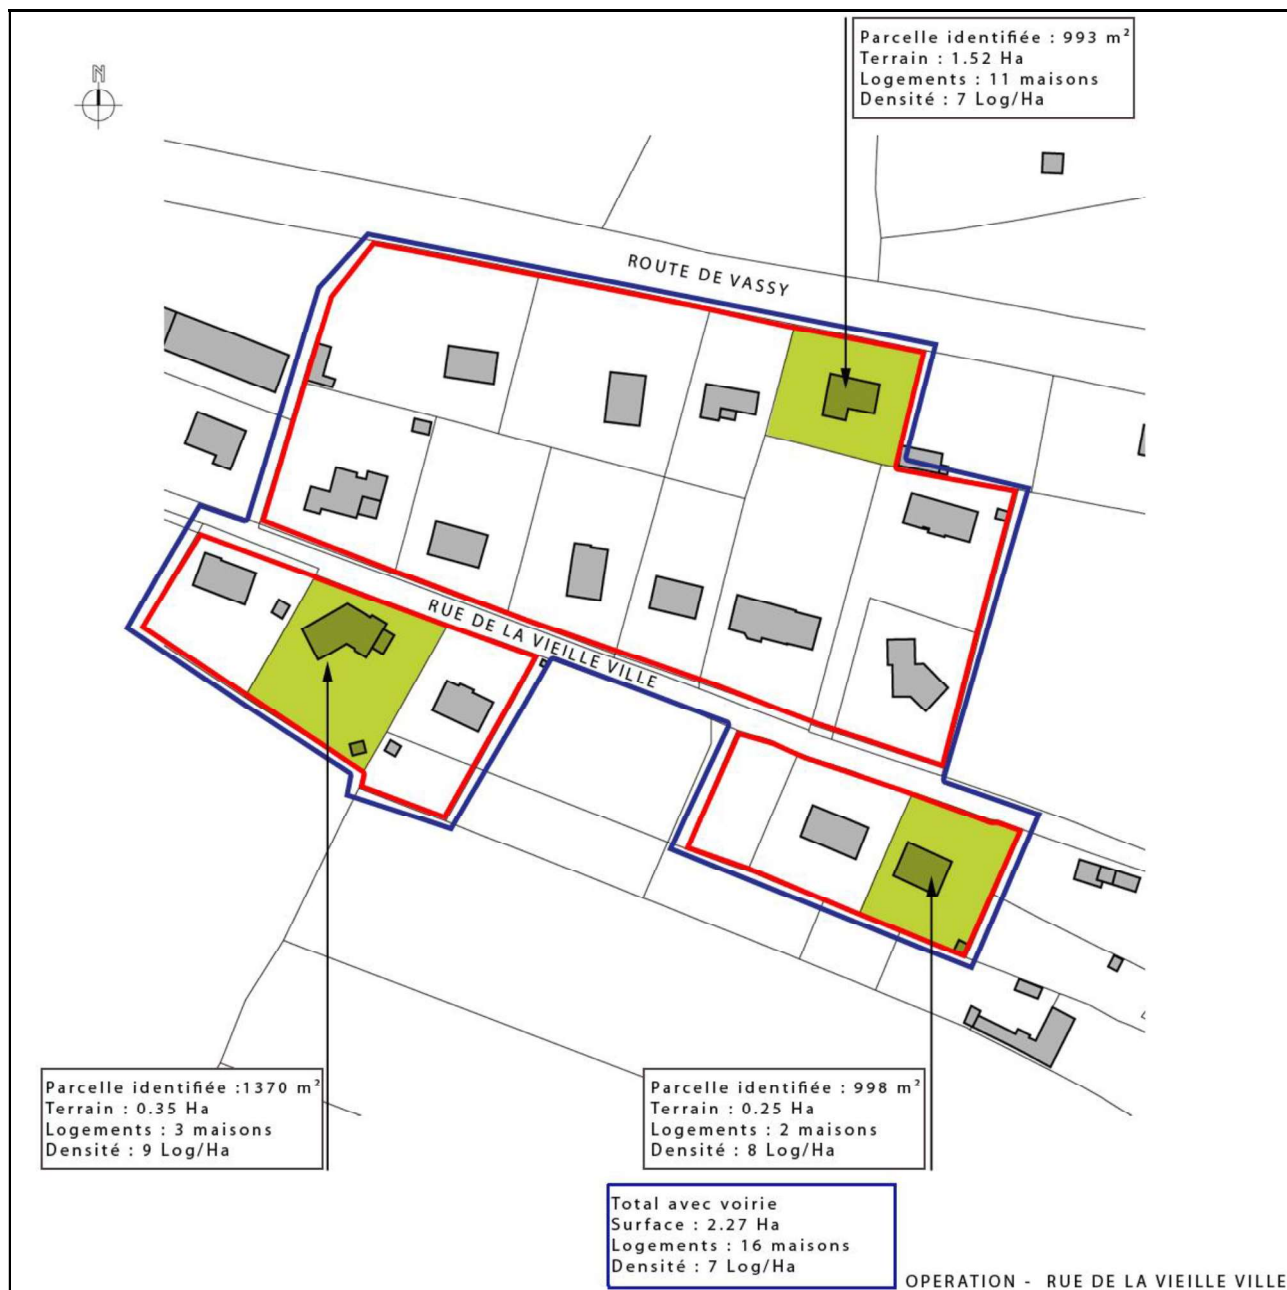 Parcelle identifiée : 993 m²
Terrain : 1.52 Ha
Logements : 11 maisons
Densité : 7 Log/Ha
N
ROUTE DE VASSY
RUE DE LA VIEILLE VILLE
Parcelle identifiée :1370 m²
Terrain : 0.35 Ha
Logements : 3 maisons
Densité : 9 Log/Ha
Parcelle identifiée : 998 m²
Terrain : 0.25 Ha
Logements : 2 maisons
Densité : 8 Log/Ha
Total avec voirie
Surface : 2.27 Ha
Logements : 16 maisons
Densité : 7 Log/Ha
OPERATION - RUE DE LA VIEILLE VILLE